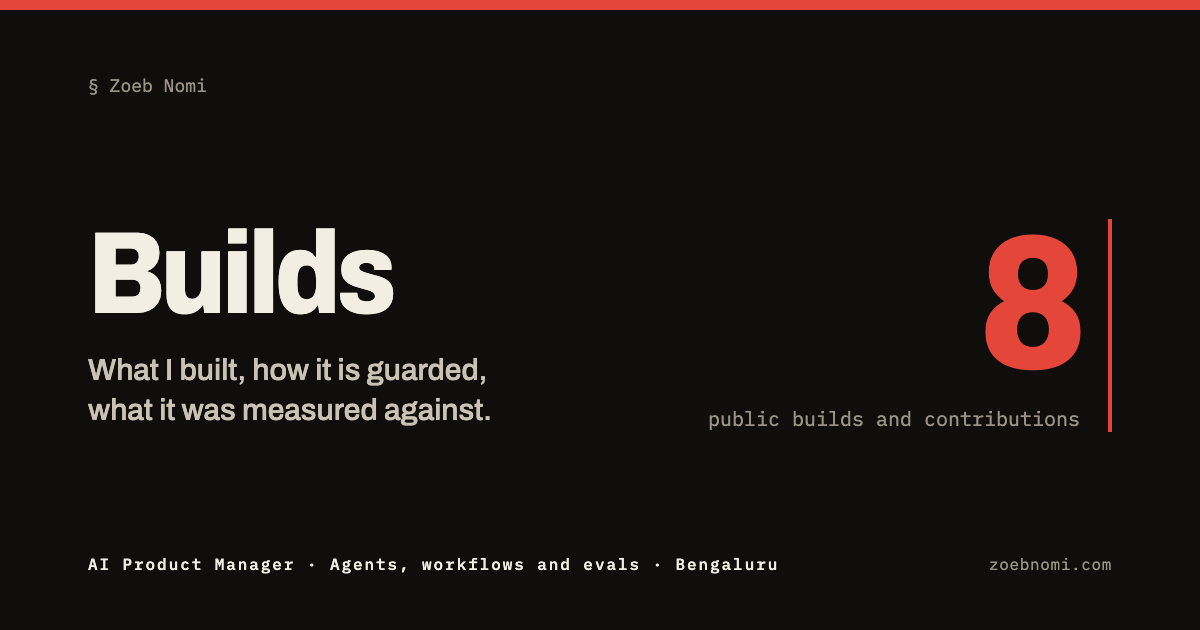 § Zoeb Nomi
Builds
What I built, how it is guarded,
what it was measured against.
8
public builds and contributions
AI Product Manager · Agents, workflows and evals · Bengaluru
zoebnomi.com